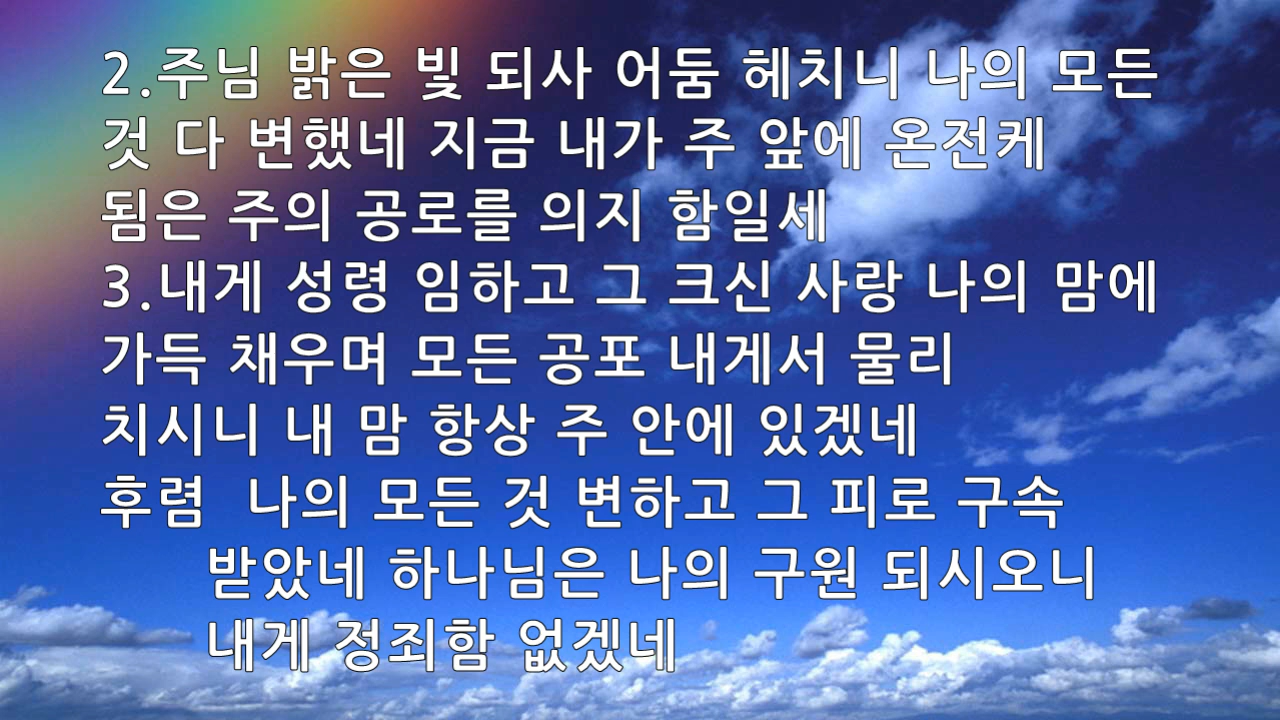 2.주님 밝은 빛 되사 어둠 헤치니 나의 모든
것 다 변했네 지금 내가 주 앞에 온전케
됨은 주의 공로를 의지 함일세
3.내게 성령 임하고 그 크신 사랑 나의 맘에
가득 채우며 모든 공포 내게서 물리
치시니 내 맘 항상 주 안에 있겠네
후렴 나의 모든 것 변하고 그 피로 구속
받았네 하나님은 나의 구원 되시오니
내게 정죄함 없겠네